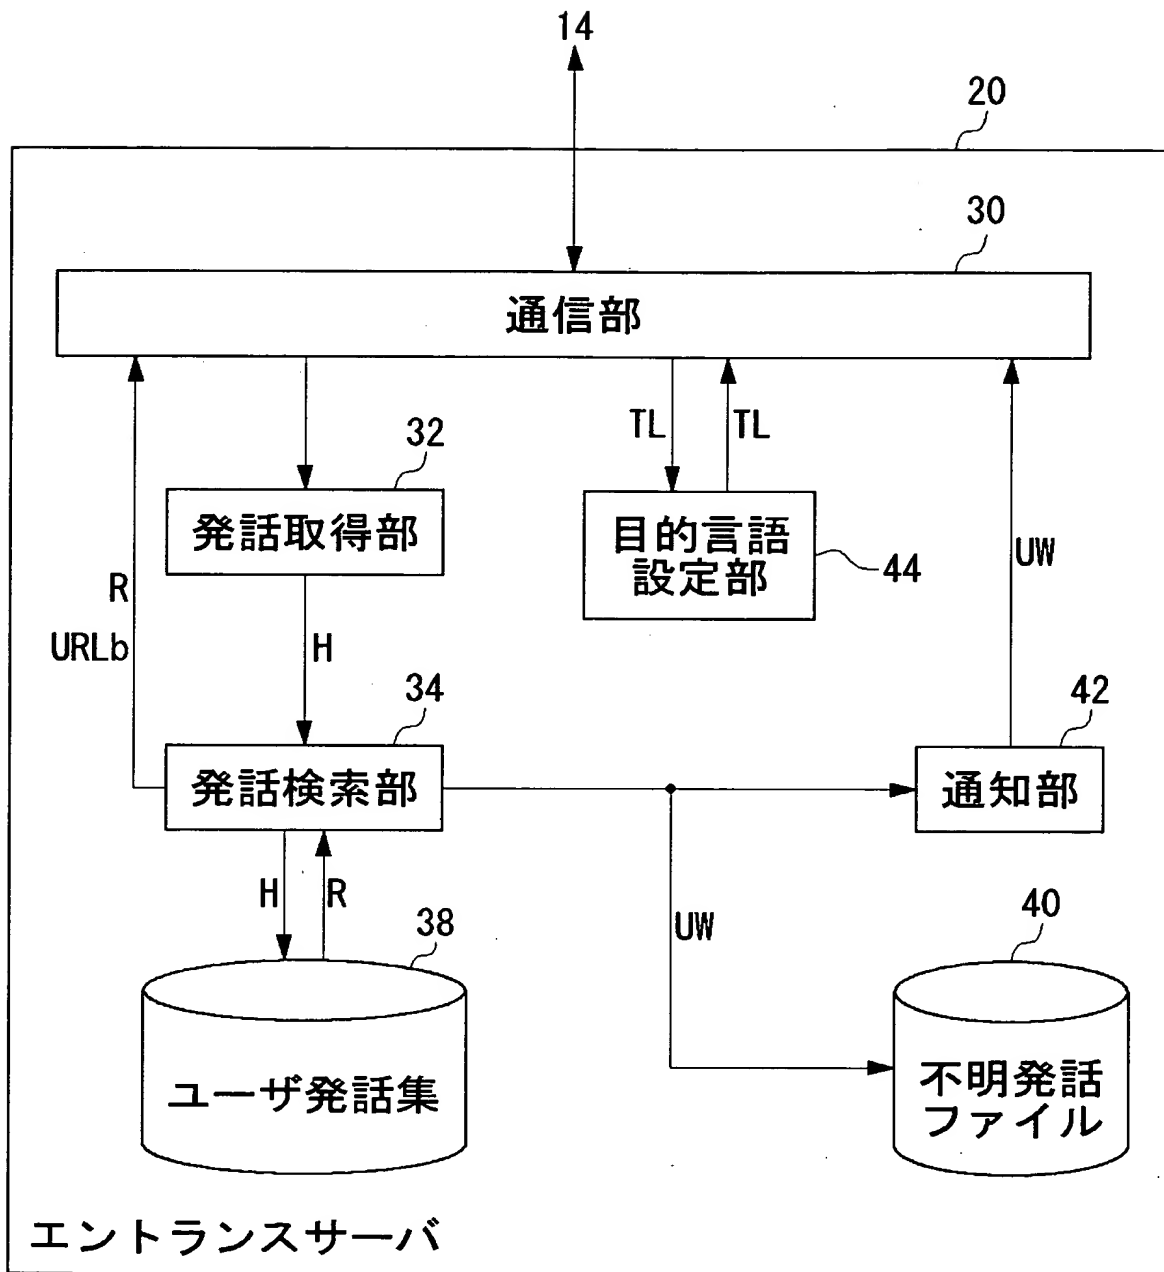 14
20
30
通信部
TL
TL
32
発話取得部
目的言語
設定部
44
UW
R
URLb
H
34
発話検索部
42
通知部
H
R
38
UW
40
ユーザ発話集
不明発話
ファイル
エントランスサーバ